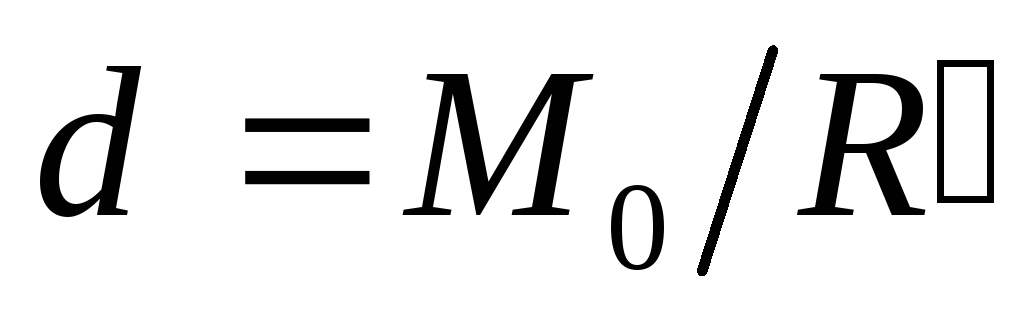 d = M₀/R